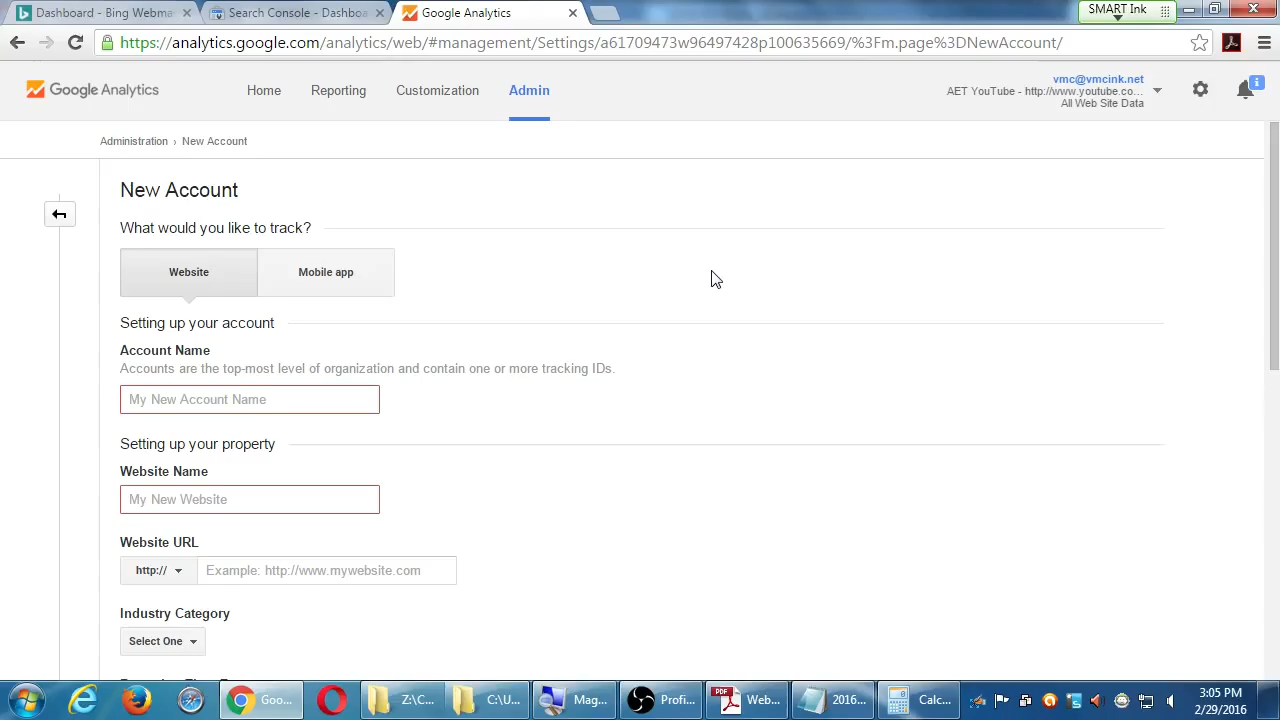 Dashboard - Bing Webma
Search Console - Dashboa
Google Analytics
SMART Ink
https://analytics.google.com/analytics/web/#management/Settings/a61709473w96497428p100635669/%3Fm.page%3DNewAccount/
Google Analytics
Home
Reporting
Customization
Admin
vmc@vmcink.net
AET YouTube - http://www.youtube.co...
All Web Site Data
Administration › New Account
New Account
What would you like to track?
Website
Mobile app
Setting up your account
Account Name
Accounts are the top-most level of organization and contain one or more tracking IDs.
My New Account Name
Setting up your property
Website Name
My New Website
Website URL
http://
Example: http://www.mywebsite.com
Industry Category
Select One
Goo...
Z:\C...
C:\U...
Mag...
Profi...
Web...
2016...
Calc...
3:05 PM
2/29/2016